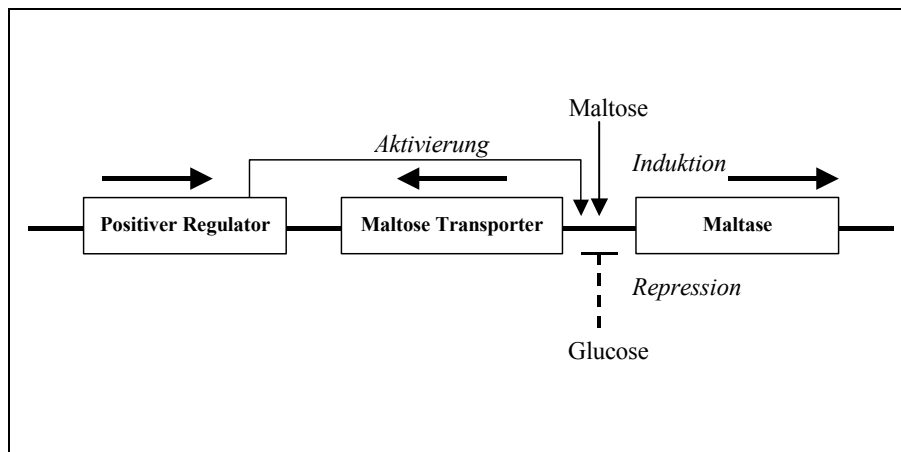 Maltose
Aktivierung
Induktion
Positiver Regulator
Maltose Transporter
Maltase
Repression
Glucose